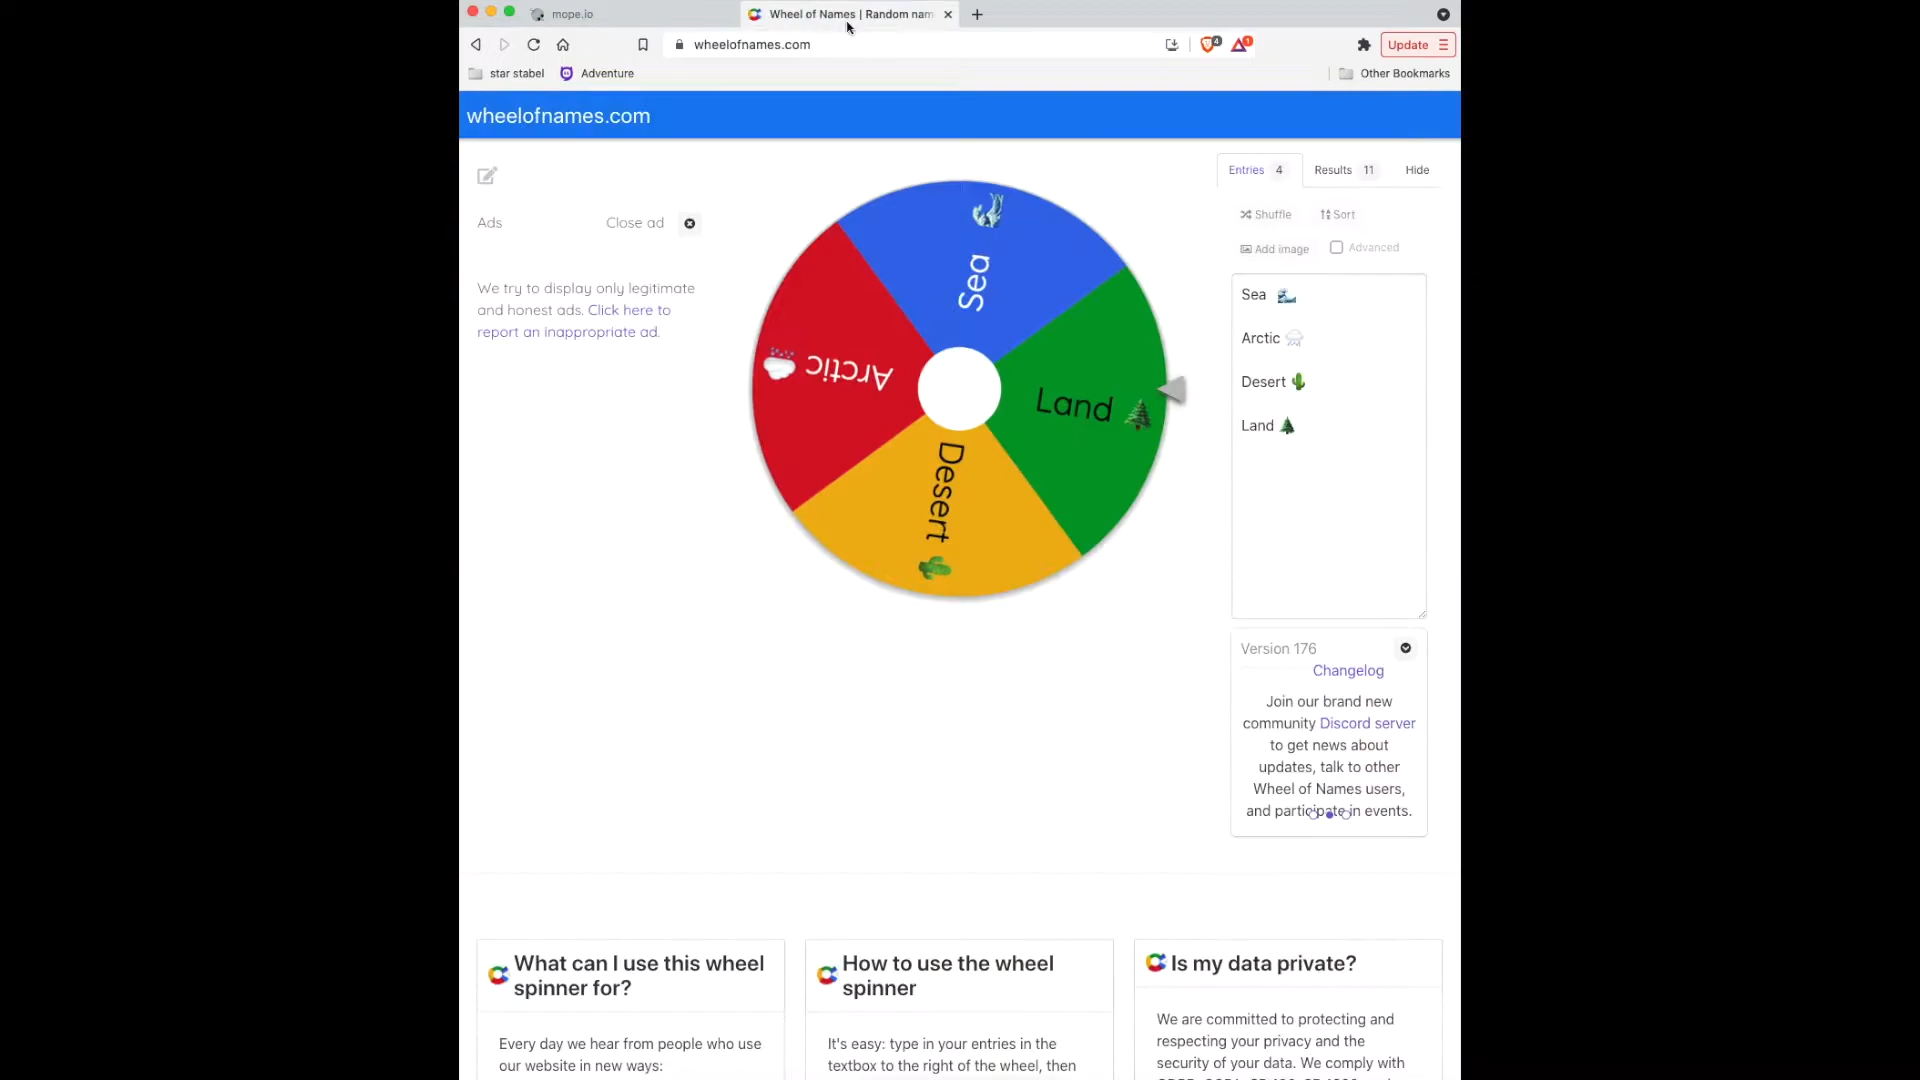 mope.io
Wheel of Names | Random nam
wheelofnames.com
4
1
Update
star stabel
Adventure
Other Bookmarks
wheelofnames.com
Ads
Close ad
We try to display only legitimate
and honest ads. Click here to
report an inappropriate ad.
Sea
Land
Desert
Arctic
Entries 4
Results 11
Hide
Shuffle
Sort
Add image
Advanced
Sea 🌊
Arctic 🌨
Desert 🌵
Land 🌲
Version 176
Changelog
Join our brand new
community Discord server
to get news about
updates, talk to other
Wheel of Names users,
and participate in events.
What can I use this wheel
spinner for?
Every day we hear from people who use
our website in new ways:
How to use the wheel
spinner
It's easy: type in your entries in the
textbox to the right of the wheel, then
Is my data private?
We are committed to protecting and
respecting your privacy and the
security of your data. We comply with